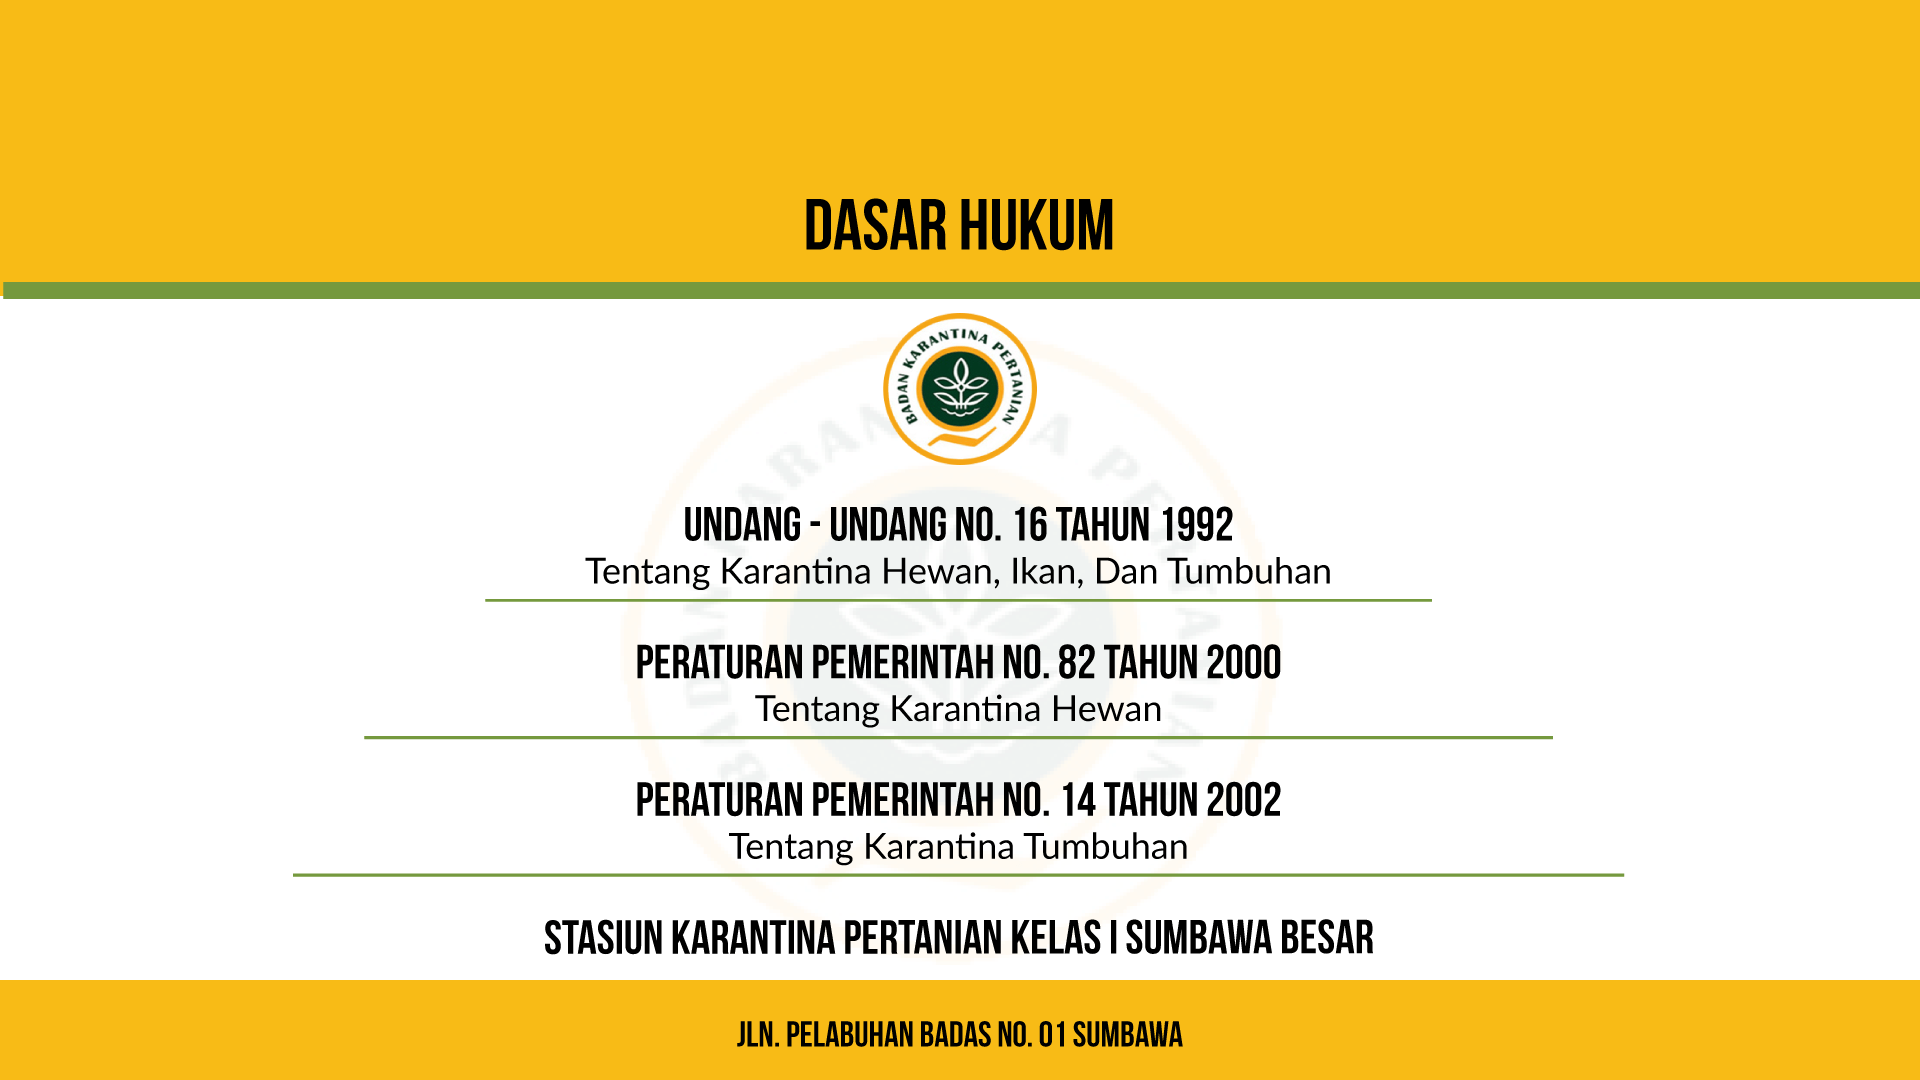 DASAR HUKUM
BADAN KARANTINA PERTANIAN
UNDANG - UNDANG NO. 16 TAHUN 1992
Tentang Karantina Hewan, Ikan, Dan Tumbuhan
PERATURAN PEMERINTAH NO. 82 TAHUN 2000
Tentang Karantina Hewan
PERATURAN PEMERINTAH NO. 14 TAHUN 2002
Tentang Karantina Tumbuhan
STASIUN KARANTINA PERTANIAN KELAS I SUMBAWA BESAR
JLN. PELABUHAN BADAS NO. 01 SUMBAWA